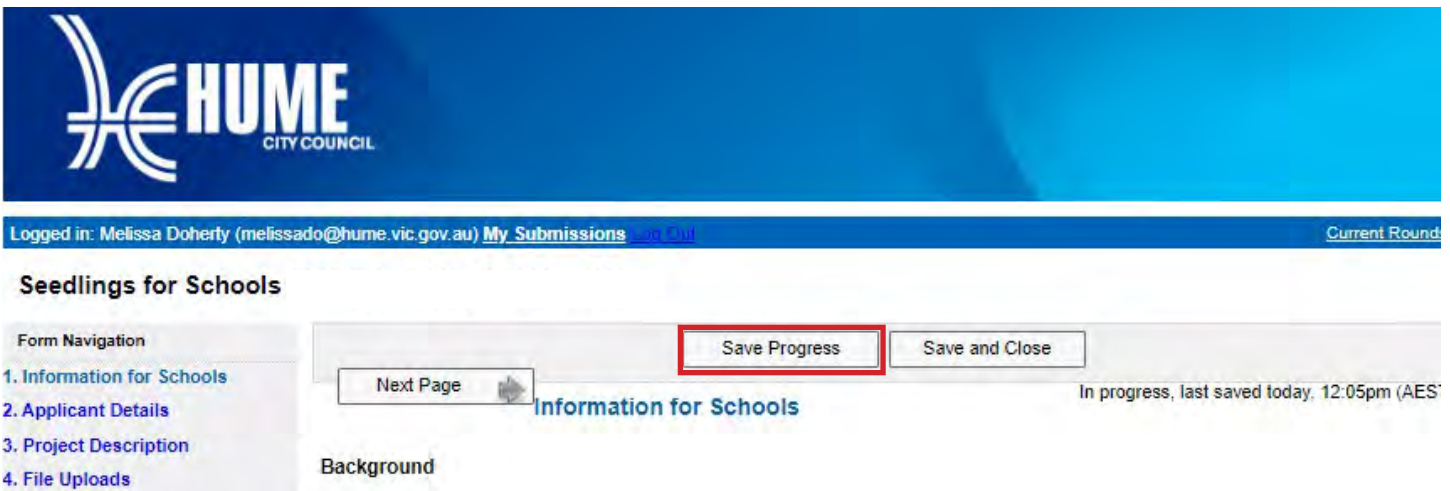 HUME
CITY COUNCIL
Logged in: Melissa Doherty (melissado@hume.vic.gov.au) My Submissions Log Out
Current Rounds
Seedlings for Schools
Form Navigation
Save Progress
Save and Close
1. Information for Schools
Next Page
In progress, last saved today, 12:05pm (AEST
2. Applicant Details
Information for Schools
3. Project Description
Background
4. File Uploads